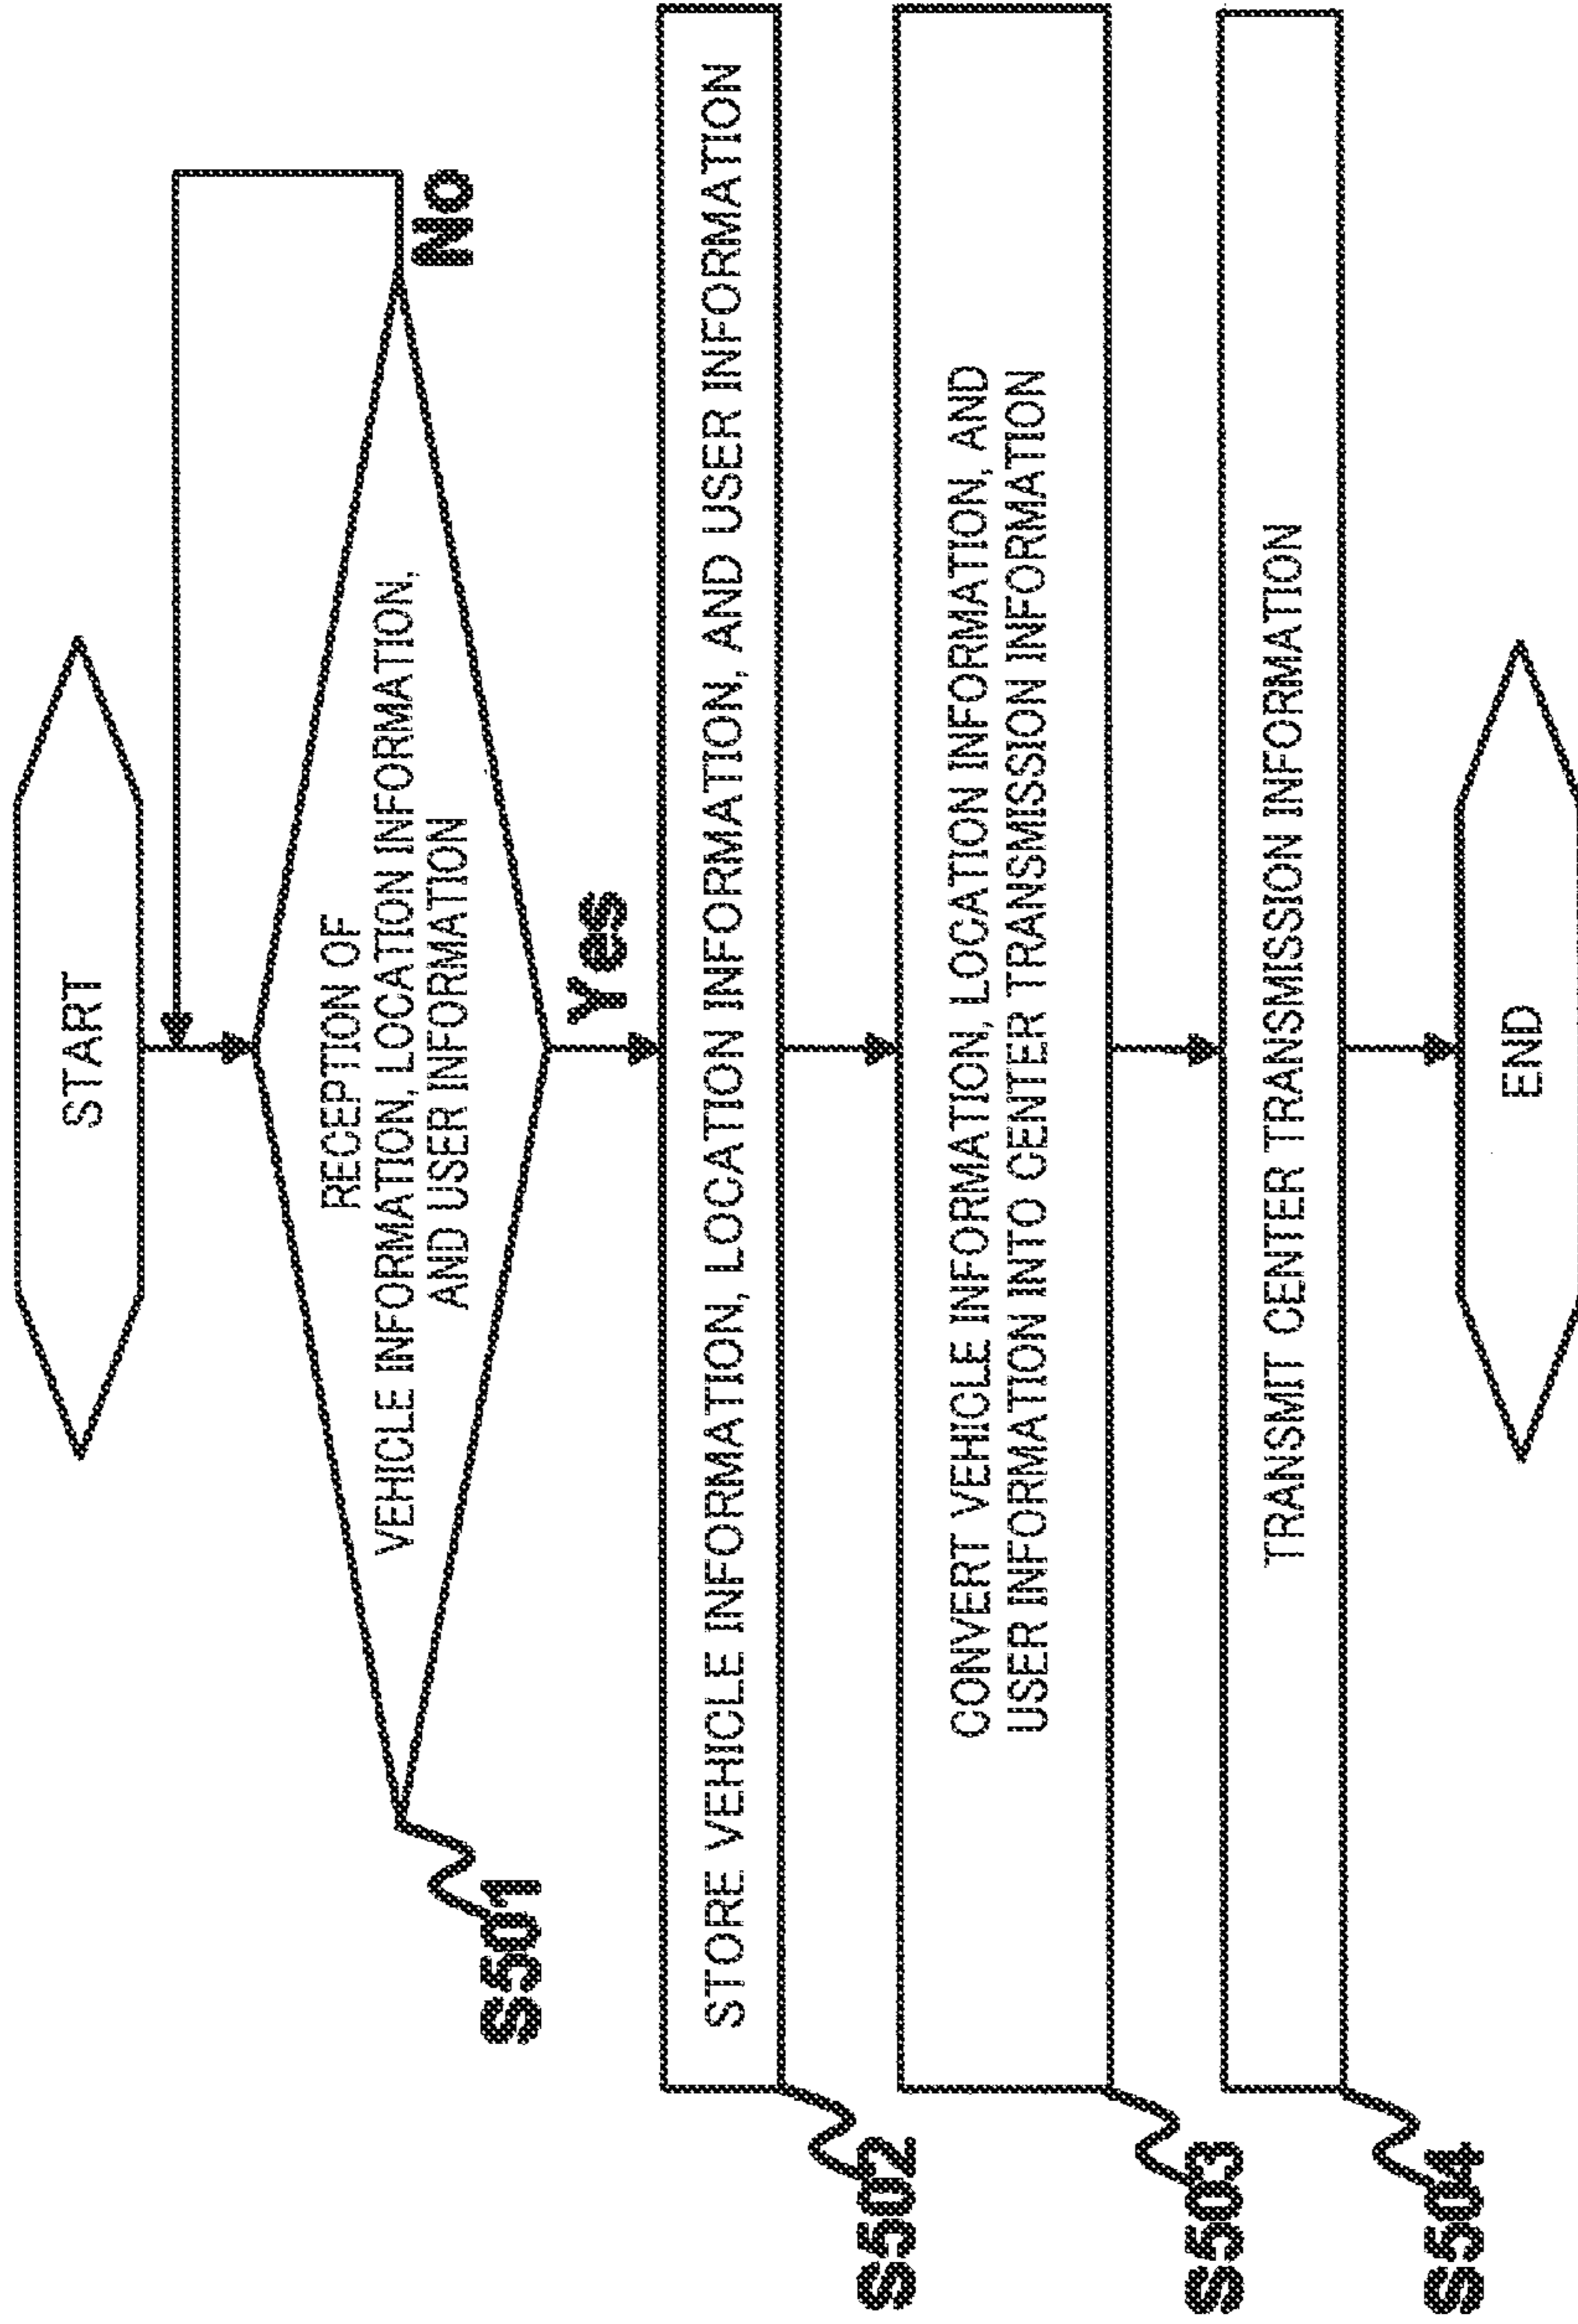 START
RECEPTION OF
VEHICLE INFORMATION, LOCATION INFORMATION,
AND USER INFORMATION
No
S501
Yes
STORE VEHICLE INFORMATION, LOCATION INFORMATION, AND USER INFORMATION
S502
CONVERT VEHICLE INFORMATION, LOCATION INFORMATION, AND
USER INFORMATION INTO CENTER TRANSMISSION INFORMATION
S503
TRANSMIT CENTER TRANSMISSION INFORMATION
S504
END